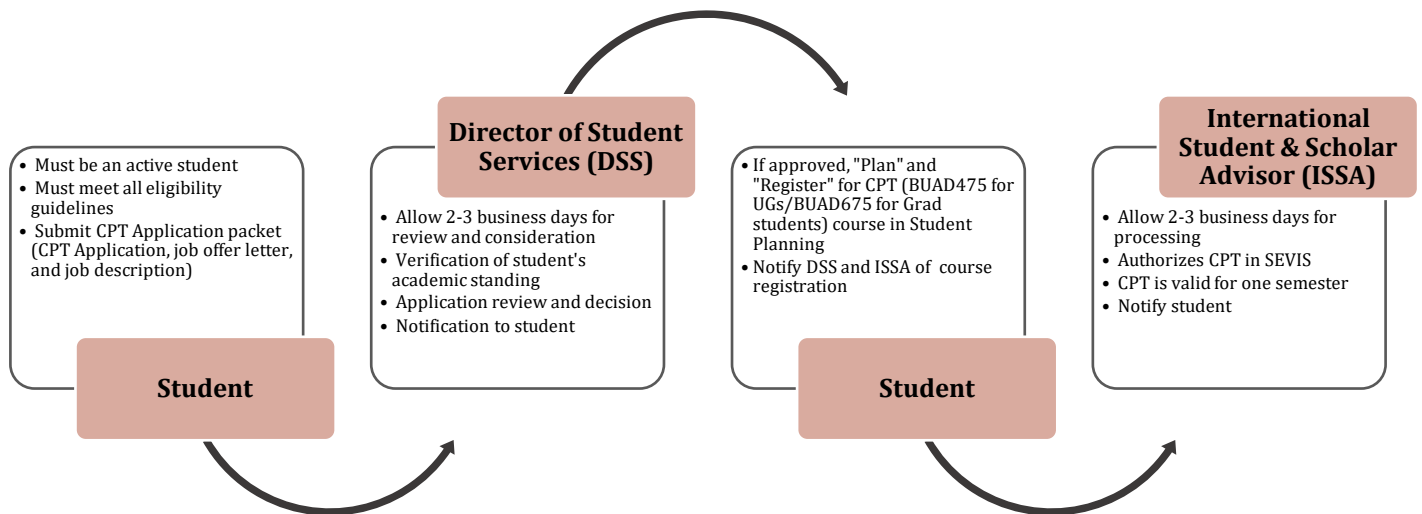 • Must be an active student
• Must meet all eligibility
guidelines
• Submit CPT Application packet
(CPT Application, job offer letter,
and job description)
Student
Director of Student
Services (DSS)
• Allow 2-3 business days for
review and consideration
• Verification of student's
academic standing
• Application review and decision
• Notification to student
• If approved, "Plan" and
"Register" for CPT (BUAD475 for
UGs/BUAD675 for Grad
students) course in Student
Planning
• Notify DSS and ISSA of course
registration
Student
International
Student & Scholar
Advisor (ISSA)
• Allow 2-3 business days for
processing
• Authorizes CPT in SEVIS
• CPT is valid for one semester
• Notify student